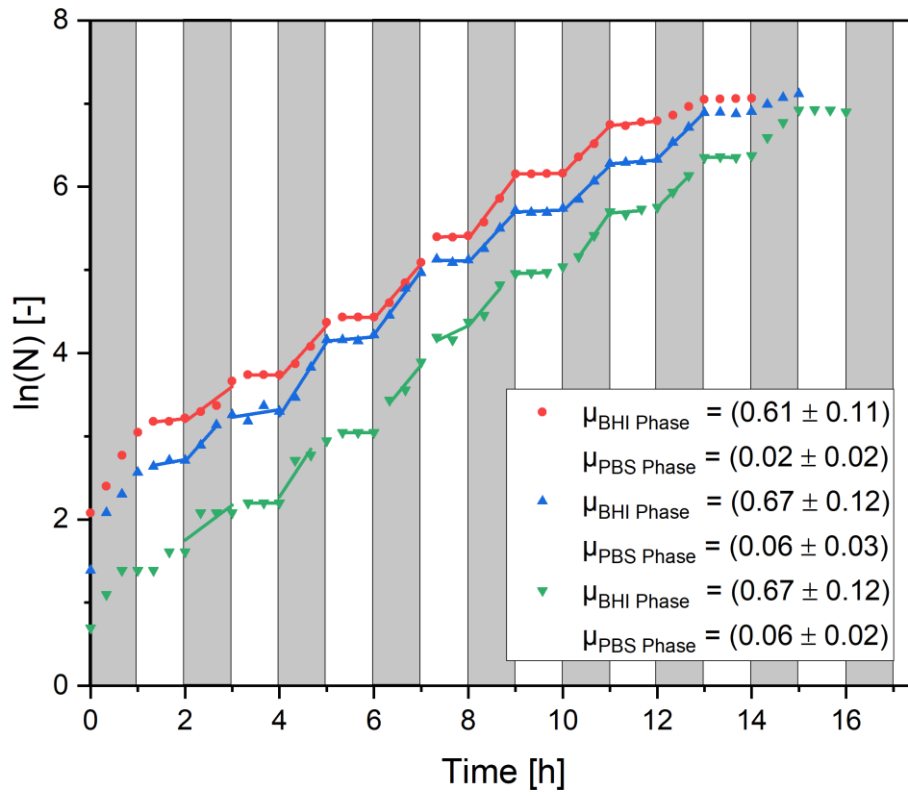 8
6
4
2
0
ln(N) [-]
μBHI Phase = (0.61 ± 0.11)
μPBS Phase = (0.02 ± 0.02)
μBHI Phase = (0.67 ± 0.12)
μPBS Phase = (0.06 ± 0.03)
μBHI Phase = (0.67 ± 0.12)
μPBS Phase = (0.06 ± 0.02)
0 2 4 6 8 10 12 14 16
Time [h]